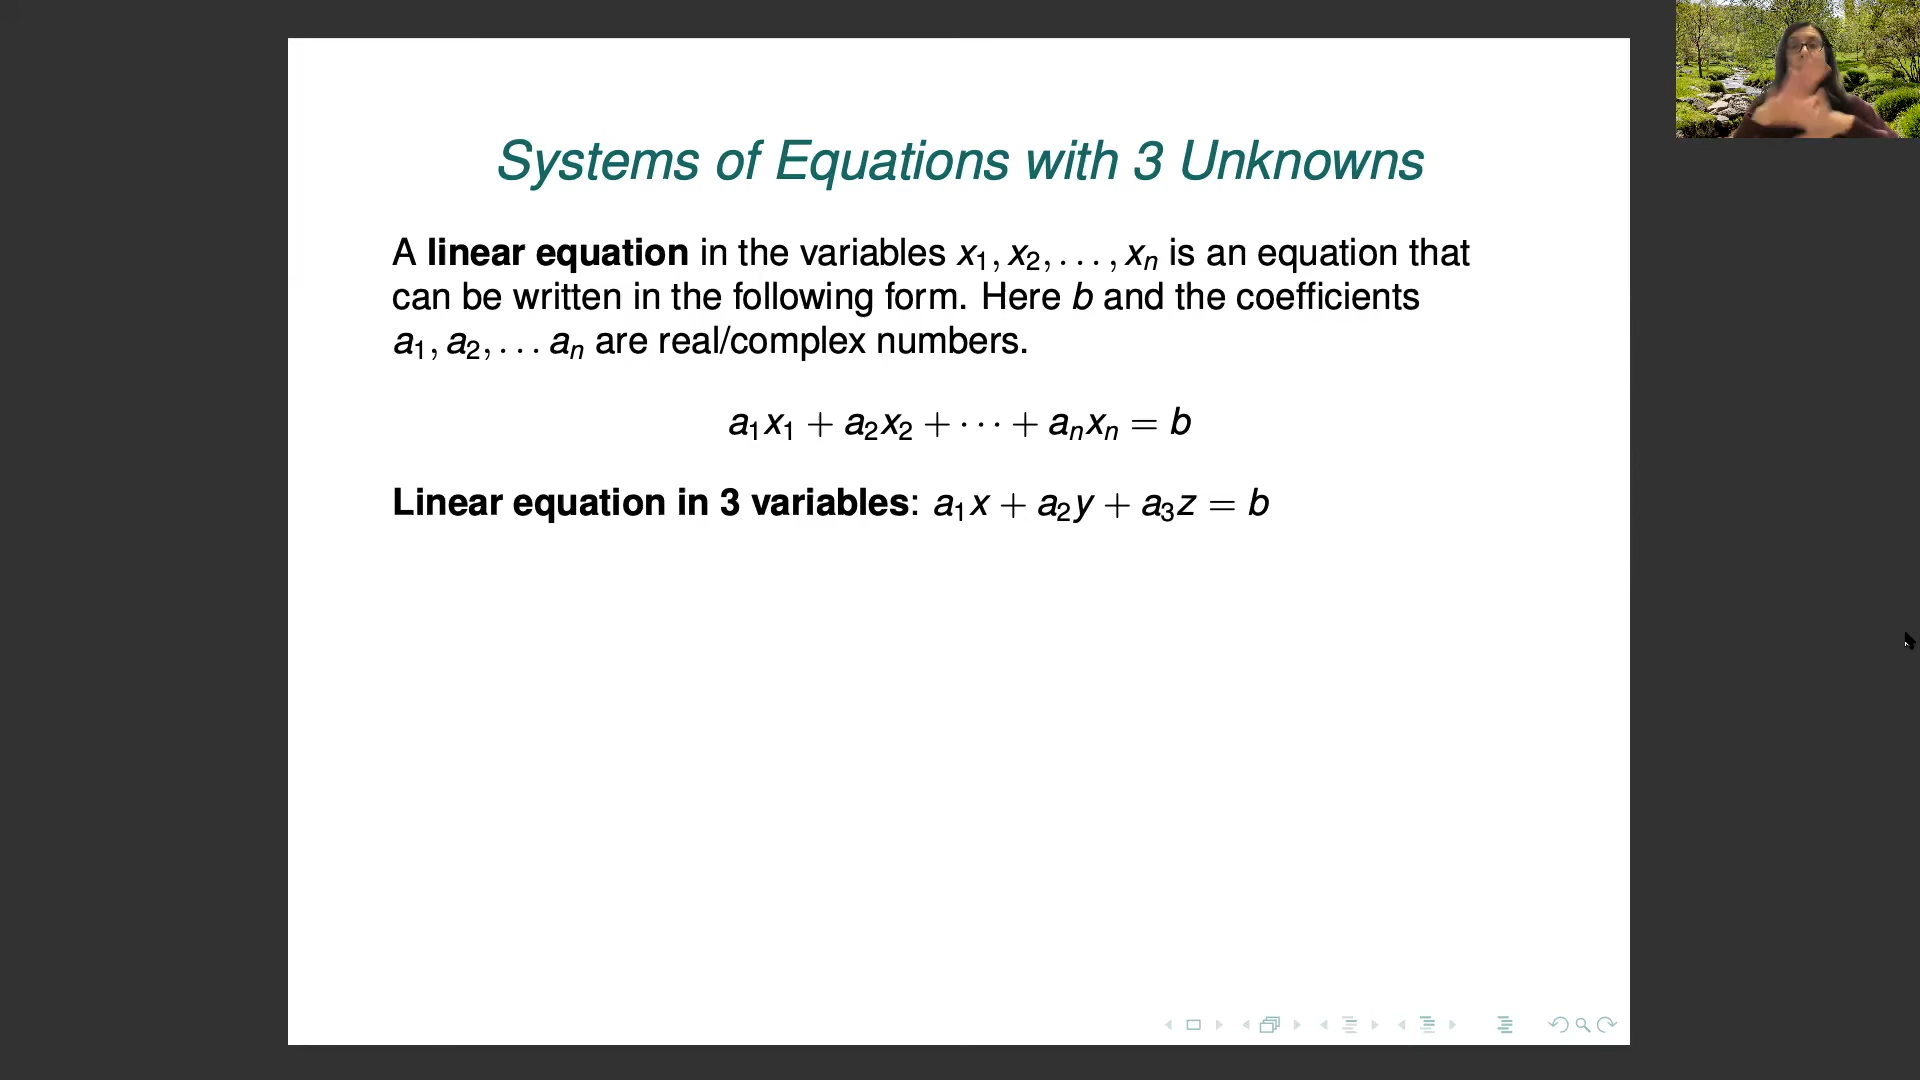 Systems of Equations with 3 Unknowns
A linear equation in the variables x₁, x₂, . . . , xₙ is an equation that
can be written in the following form. Here b and the coefficients
a₁, a₂, . . . aₙ are real/complex numbers.
a₁x₁ + a₂x₂ + · · · + aₙxₙ = b
Linear equation in 3 variables: a₁x + a₂y + a₃z = b